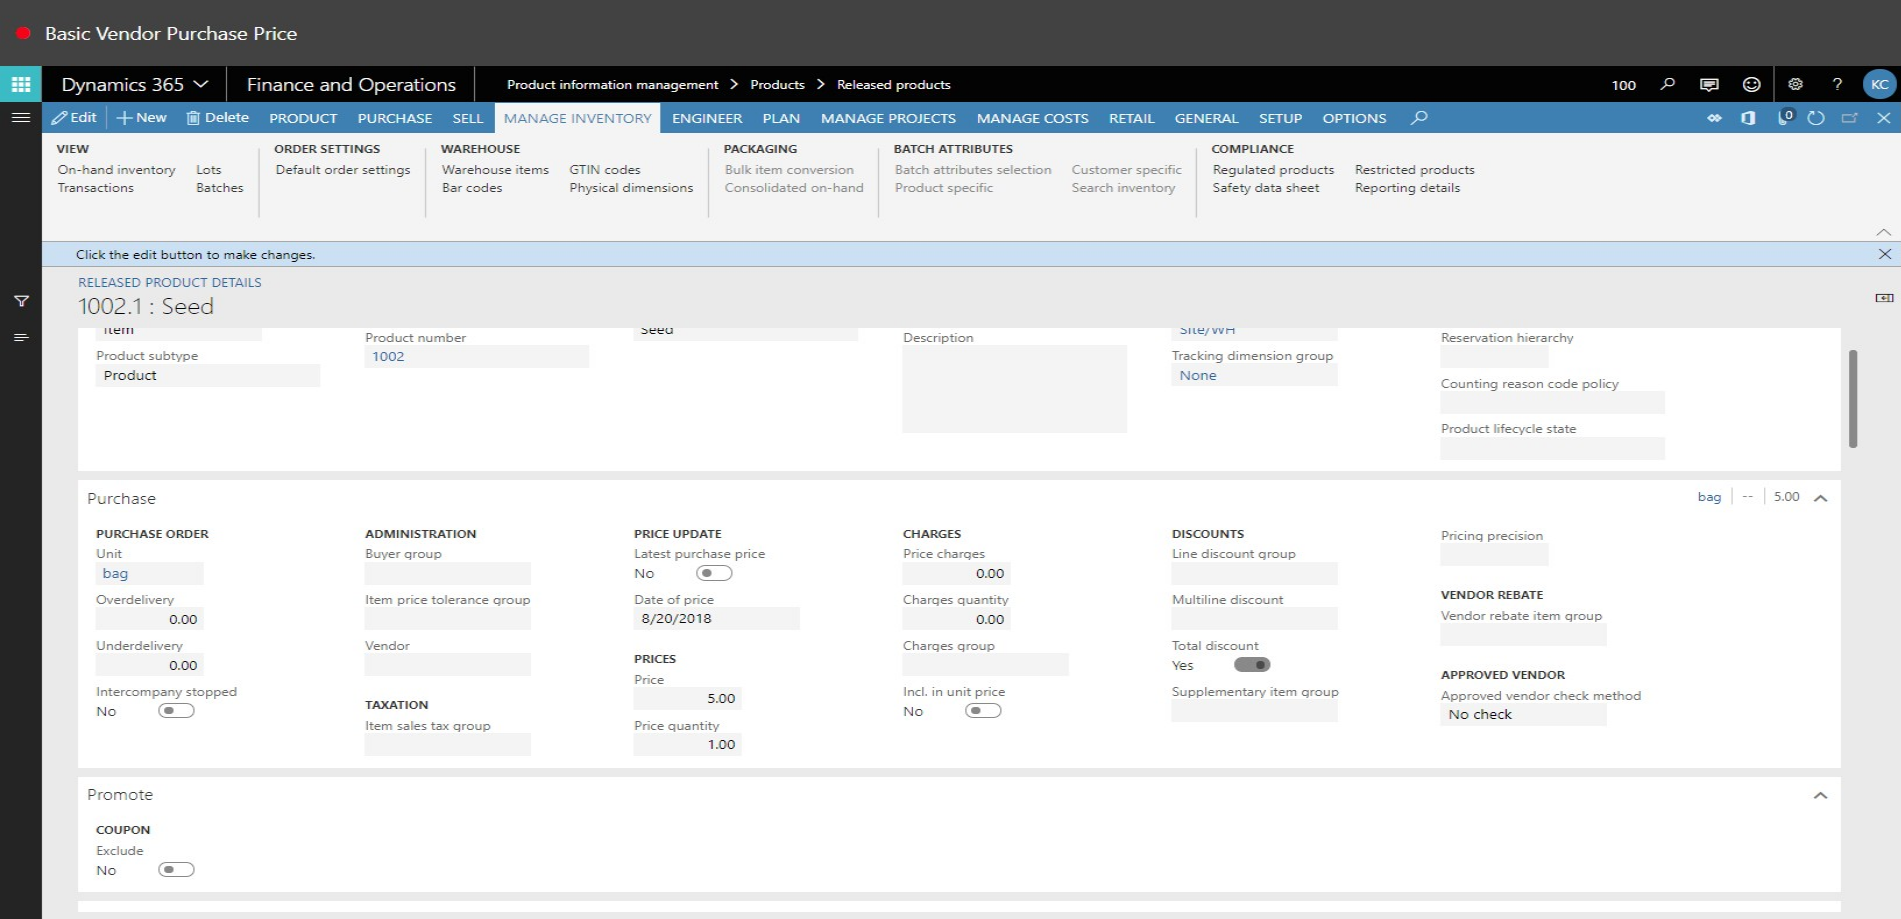 Basic Vendor Purchase Price
Dynamics 365 Finance and Operations Product information management > Products > Released products 100 ? KC
Edit New Delete PRODUCT PURCHASE SELL MANAGE INVENTORY ENGINEER PLAN MANAGE PROJECTS MANAGE COSTS RETAIL GENERAL SETUP OPTIONS 0
VIEW ORDER SETTINGS WAREHOUSE PACKAGING BATCH ATTRIBUTES COMPLIANCE
On-hand inventory Lots Default order settings Warehouse items GTIN codes Bulk item conversion Batch attributes selection Customer specific Regulated products Restricted products
Transactions Batches Bar codes Physical dimensions Consolidated on-hand Product specific Search inventory Safety data sheet Reporting details
Click the edit button to make changes.
RELEASED PRODUCT DETAILS
1002.1 : Seed
Item Seed Site/WH
Product number Description Reservation hierarchy
Product subtype 1002 Tracking dimension group
Product None
Counting reason code policy
Product lifecycle state
Purchase bag -- 5.00
PURCHASE ORDER ADMINISTRATION PRICE UPDATE CHARGES DISCOUNTS Pricing precision
Unit Buyer group Latest purchase price Price charges Line discount group
bag No 0.00
VENDOR REBATE
Overdelivery Item price tolerance group Date of price Charges quantity Multiline discount
0.00 8/20/2018 0.00 Vendor rebate item group
Underdelivery Vendor PRICES Charges group Total discount
0.00 Yes
Price APPROVED VENDOR
Intercompany stopped 5.00 Incl. in unit price Supplementary item group Approved vendor check method
No TAXATION No No check
Item sales tax group Price quantity
1.00
Promote
COUPON
Exclude
No